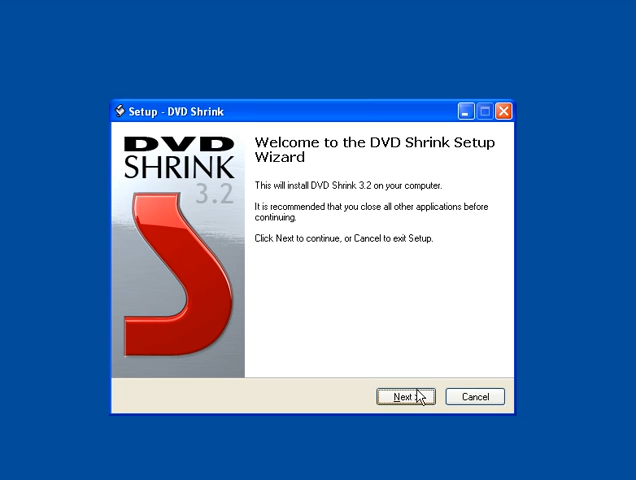 Setup - DVD Shrink
DVD
SHRINK
3.2
Welcome to the DVD Shrink Setup
Wizard
This will install DVD Shrink 3.2 on your computer.
It is recommended that you close all other applications before
continuing.
Click Next to continue, or Cancel to exit Setup.
Next >
Cancel